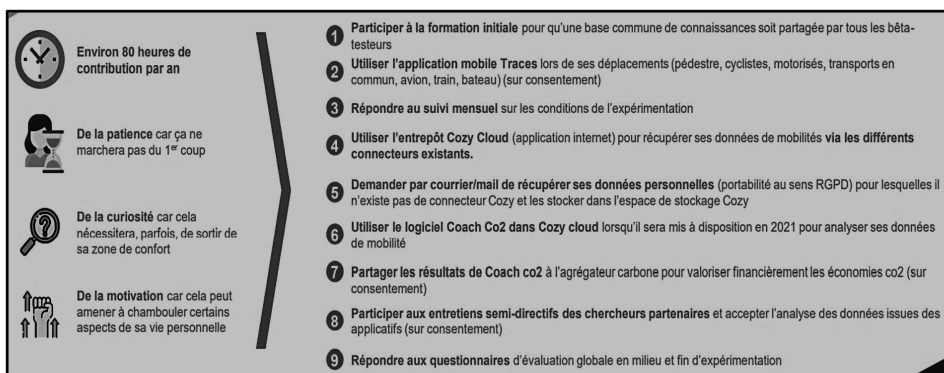 Environ 80 heures de
contribution par an
De la patience car ça ne
marchera pas du 1er coup
De la curiosité car cela
nécessitera, parfois, de sortir de
sa zone de confort
De la motivation car cela peut
amener à chambouler certains
aspects de sa vie personnelle
1 Participer à la formation initiale pour qu'une base commune de connaissances soit partagée par tous les bêta-
testeurs
2 Utiliser l'application mobile Traces lors de ses déplacements (pédestre, cyclistes, motorisés, transports en
commun, avion, train, bateau) (sur consentement)
3 Répondre au suivi mensuel sur les conditions de l'expérimentation
4 Utiliser l'entrepôt Cozy Cloud (application internet) pour récupérer ses données de mobilités via les différents
connecteurs existants.
5 Demander par courrier/mail de récupérer ses données personnelles (portabilité au sens RGPD) pour lesquelles il
n'existe pas de connecteur Cozy et les stocker dans l'espace de stockage Cozy
6 Utiliser le logiciel Coach Co2 dans Cozy cloud lorsqu'il sera mis à disposition en 2021 pour analyser ses données
de mobilité
7 Partager les résultats de Coach co2 à l'agrégateur carbone pour valoriser financièrement les économies co2 (sur
consentement)
8 Participer aux entretiens semi-directifs des chercheurs partenaires et accepter l'analyse des données issues des
applicatifs (sur consentement)
9 Répondre aux questionnaires d'évaluation globale en milieu et fin d'expérimentation